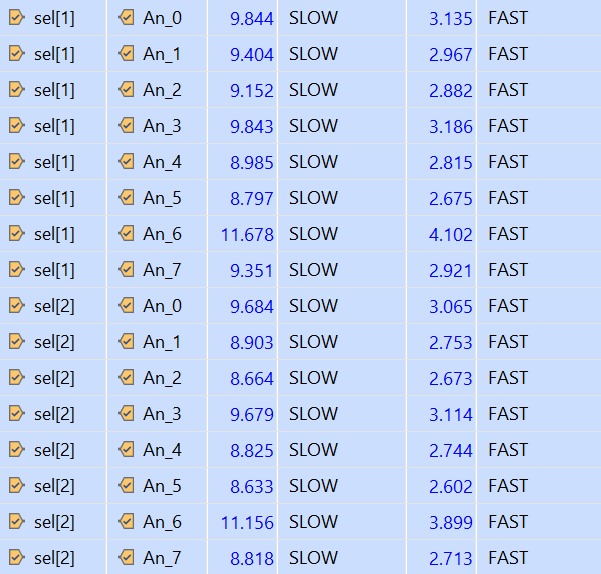 sel[1] An_0 9.844 SLOW 3.135 FAST
sel[1] An_1 9.404 SLOW 2.967 FAST
sel[1] An_2 9.152 SLOW 2.882 FAST
sel[1] An_3 9.843 SLOW 3.186 FAST
sel[1] An_4 8.985 SLOW 2.815 FAST
sel[1] An_5 8.797 SLOW 2.675 FAST
sel[1] An_6 11.678 SLOW 4.102 FAST
sel[1] An_7 9.351 SLOW 2.921 FAST
sel[2] An_0 9.684 SLOW 3.065 FAST
sel[2] An_1 8.903 SLOW 2.753 FAST
sel[2] An_2 8.664 SLOW 2.673 FAST
sel[2] An_3 9.679 SLOW 3.114 FAST
sel[2] An_4 8.825 SLOW 2.744 FAST
sel[2] An_5 8.633 SLOW 2.602 FAST
sel[2] An_6 11.156 SLOW 3.899 FAST
sel[2] An_7 8.818 SLOW 2.713 FAST